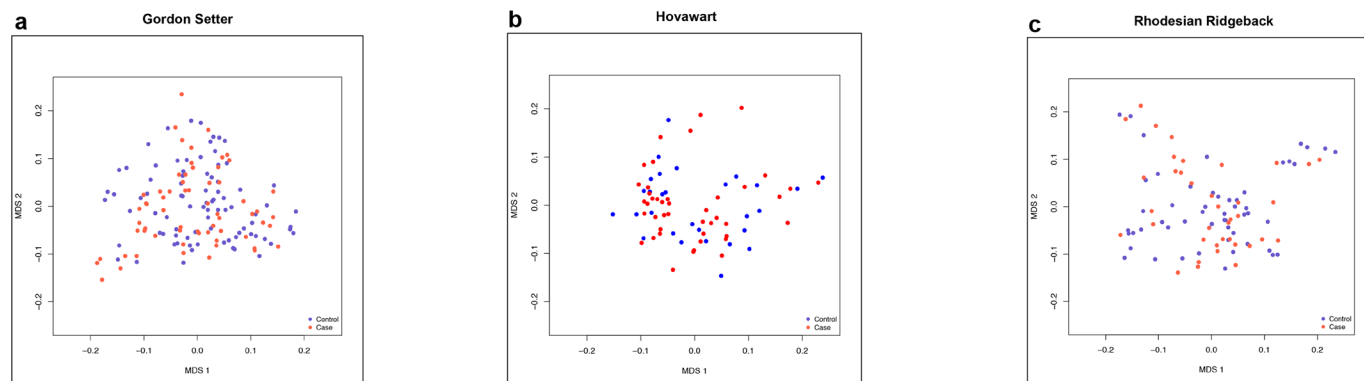 a
Gordon Setter
MDS 2
0.2
0.1
0.0
−0.1
−0.2
Control
Case
−0.2 −0.1 0.0 0.1 0.2
MDS 1
b
Hovawart
MDS 2
0.2
0.1
0.0
−0.1
−0.2
Control
Case
−0.2 −0.1 0.0 0.1 0.2
MDS 1
c
Rhodesian Ridgeback
MDS 2
0.2
0.1
0.0
−0.1
−0.2
Control
Case
−0.2 −0.1 0.0 0.1 0.2
MDS 1